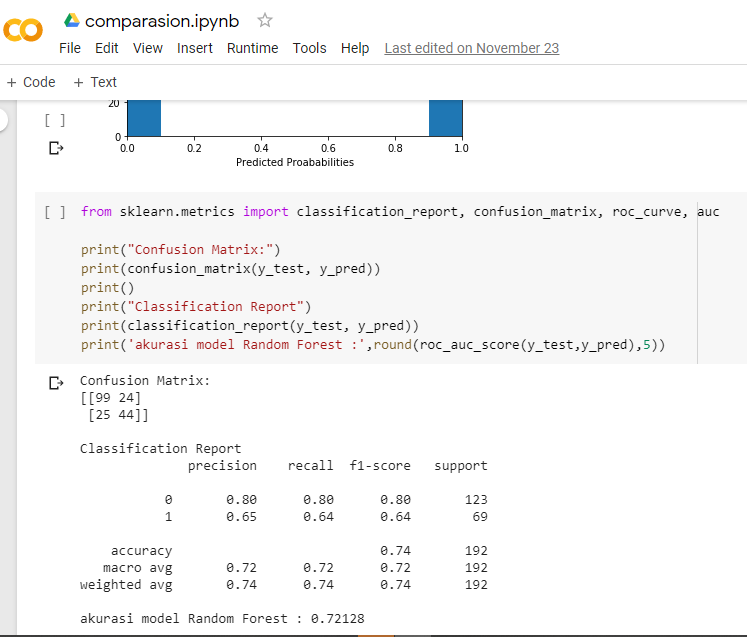 comparasion.ipynb
File Edit View Insert Runtime Tools Help Last edited on November 23
+ Code + Text
20
[ ]
0
0.0 0.2 0.4 0.6 0.8 1.0
Predicted Proababilities
[ ] from sklearn.metrics import classification_report, confusion_matrix, roc_curve, auc
print("Confusion Matrix:")
print(confusion_matrix(y_test, y_pred))
print()
print("Classification Report")
print(classification_report(y_test, y_pred))
print('akurasi model Random Forest :',round(roc_auc_score(y_test,y_pred),5))
Confusion Matrix:
[[99 24]
[25 44]]
Classification Report
precision recall f1-score support
0 0.80 0.80 0.80 123
1 0.65 0.64 0.64 69
accuracy 0.74 192
macro avg 0.72 0.72 0.72 192
weighted avg 0.74 0.74 0.74 192
akurasi model Random Forest : 0.72128